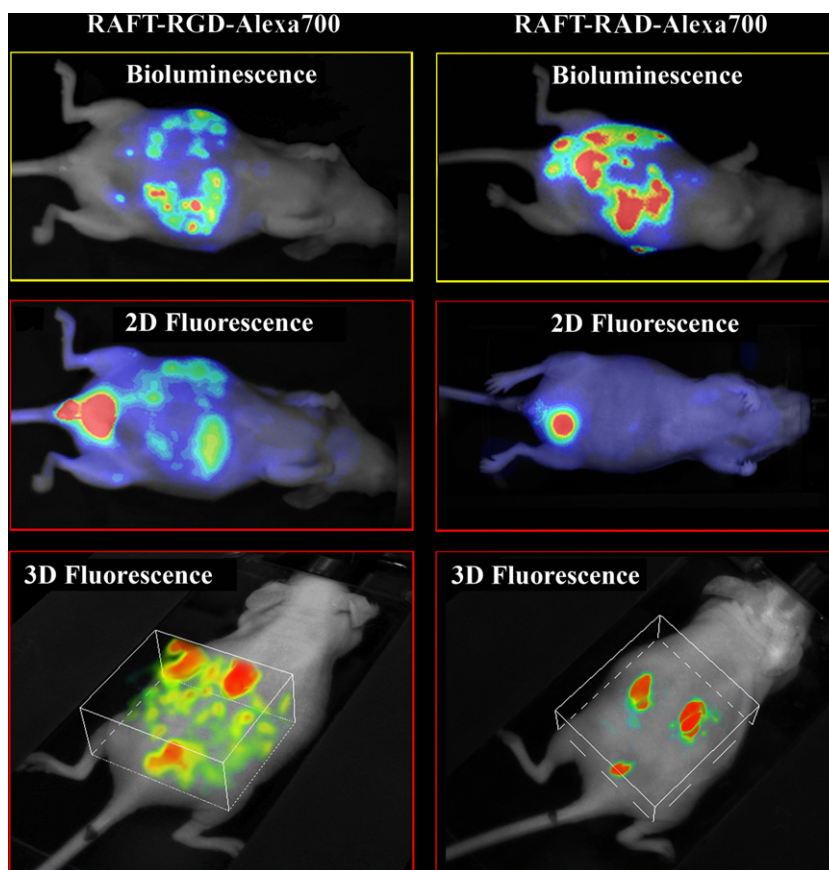 RAFT-RGD-Alexa700
RAFT-RAD-Alexa700
Bioluminescence
Bioluminescence
2D Fluorescence
2D Fluorescence
3D Fluorescence
3D Fluorescence